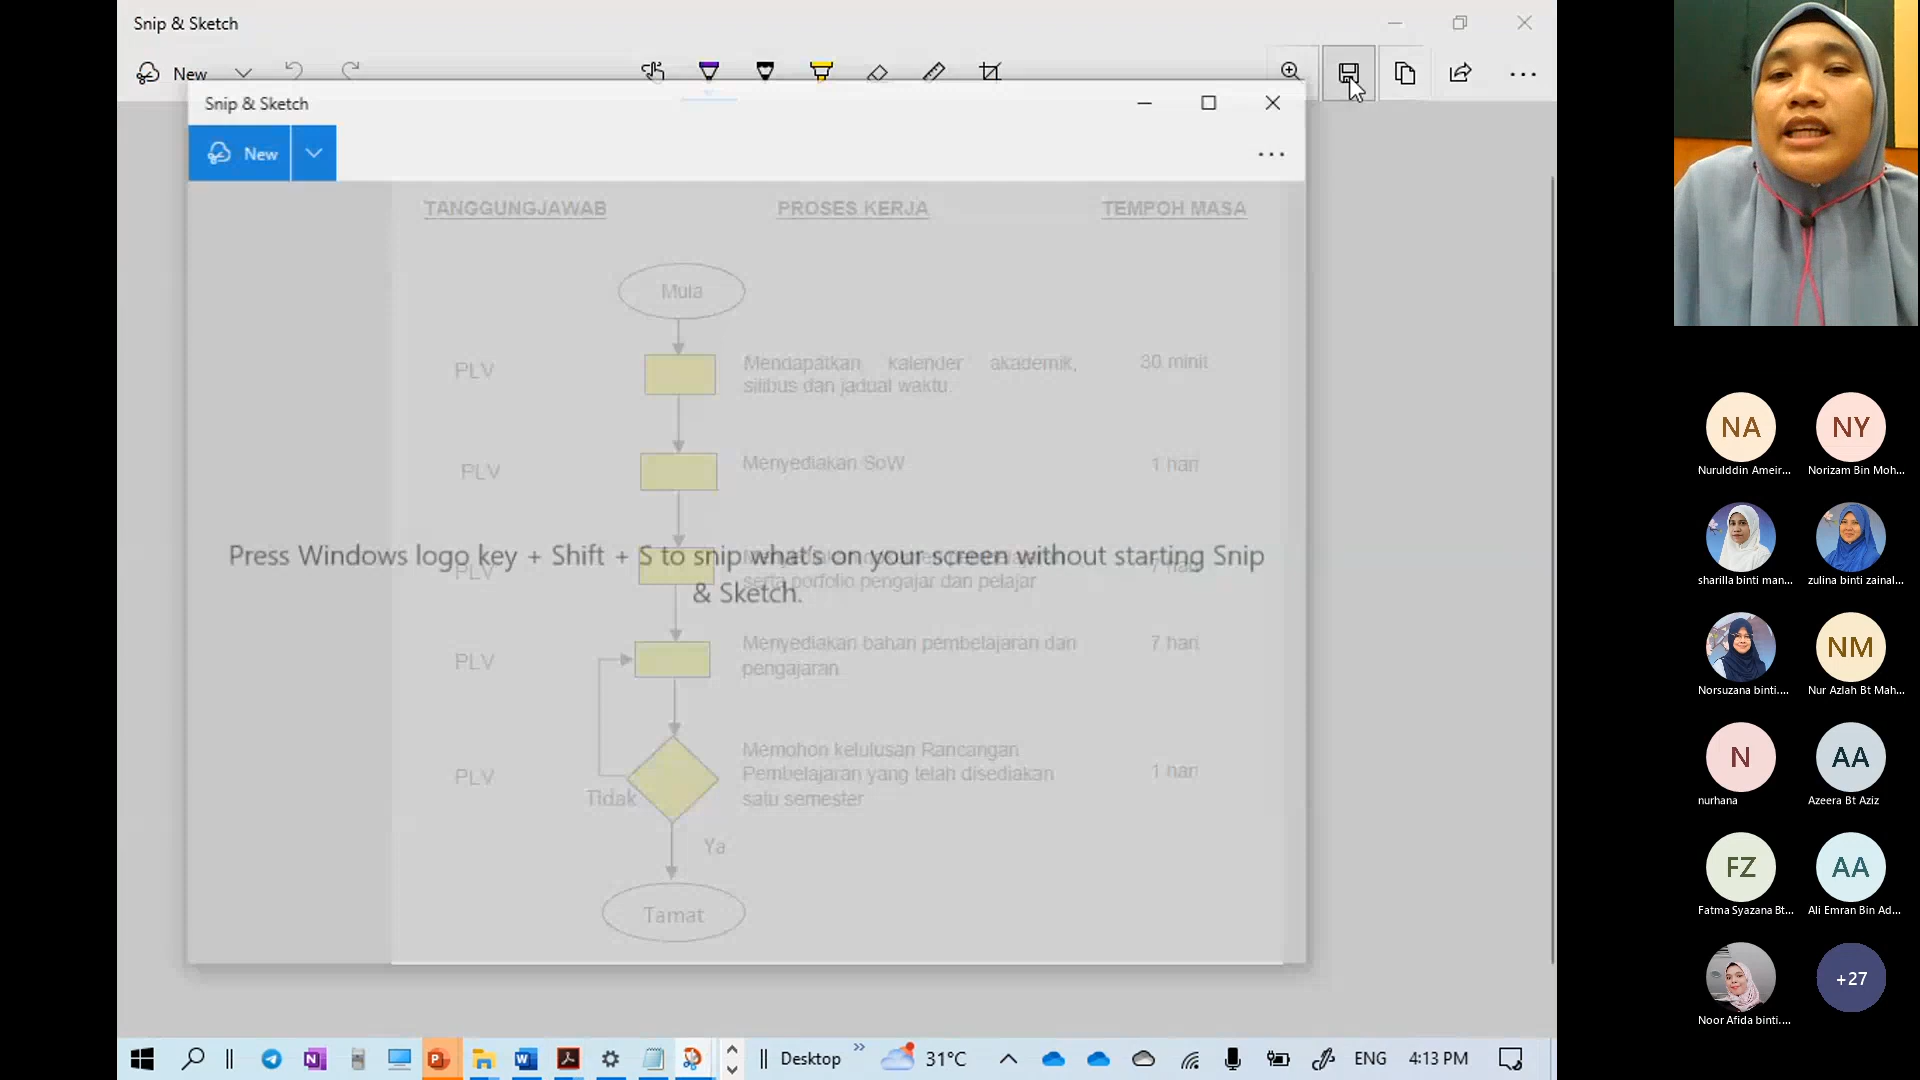 Snip & Sketch
New
Snip & Sketch
New
TANGGUNGJAWAB PROSES KERJA TEMPOH MASA
Mula
PLV Mendapatkan kalender akademik, 30 minit
silibus dan jadual waktu.
PLV Menyediakan SoW 1 hari
Press Windows logo key + Shift + S to snip what's on your screen without starting Snip
& Sketch.
PLV serta porfolio pengajar dan pelajar
PLV Menyediakan bahan pembelajaran dan 7 hari
pengajaran
PLV Memohon kelulusan Rancangan
Pembelajaran yang telah disediakan 1 hari
Tidak satu semester
Ya
Tamat
NA NY
Nurulddin Ameir... Norizam Bin Moh...
sharilla binti man... zulina binti zainal...
NM
Norsuzana binti.... Nur Azlah Bt Mah...
N AA
nurhana Azeera Bt Aziz
FZ AA
Fatma Syazana Bt... Ali Emran Bin Ad...
+27
Noor Afida binti....
Desktop 31°C ENG 4:13 PM